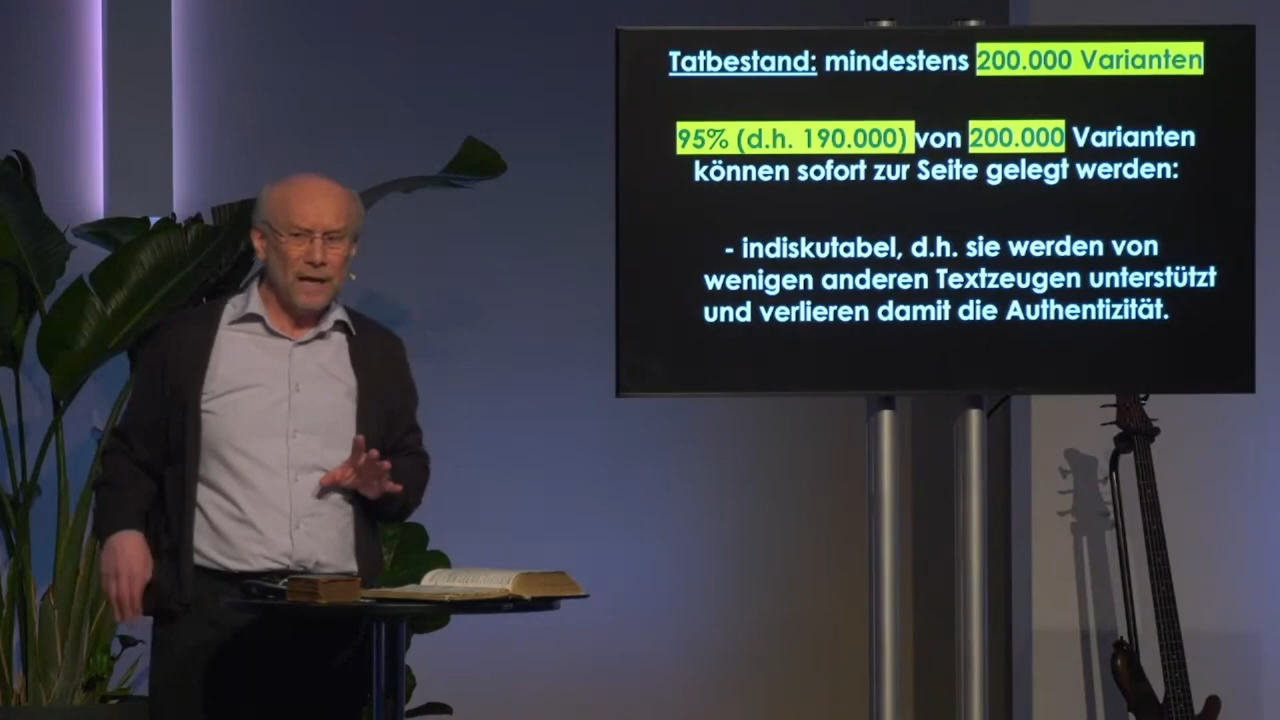 Tatbestand: mindestens 200.000 Varianten
95% (d.h. 190.000) von 200.000 Varianten
können sofort zur Seite gelegt werden:
- indiskutabel, d.h. sie werden von
wenigen anderen Textzeugen unterstützt
und verlieren damit die Authentizität.